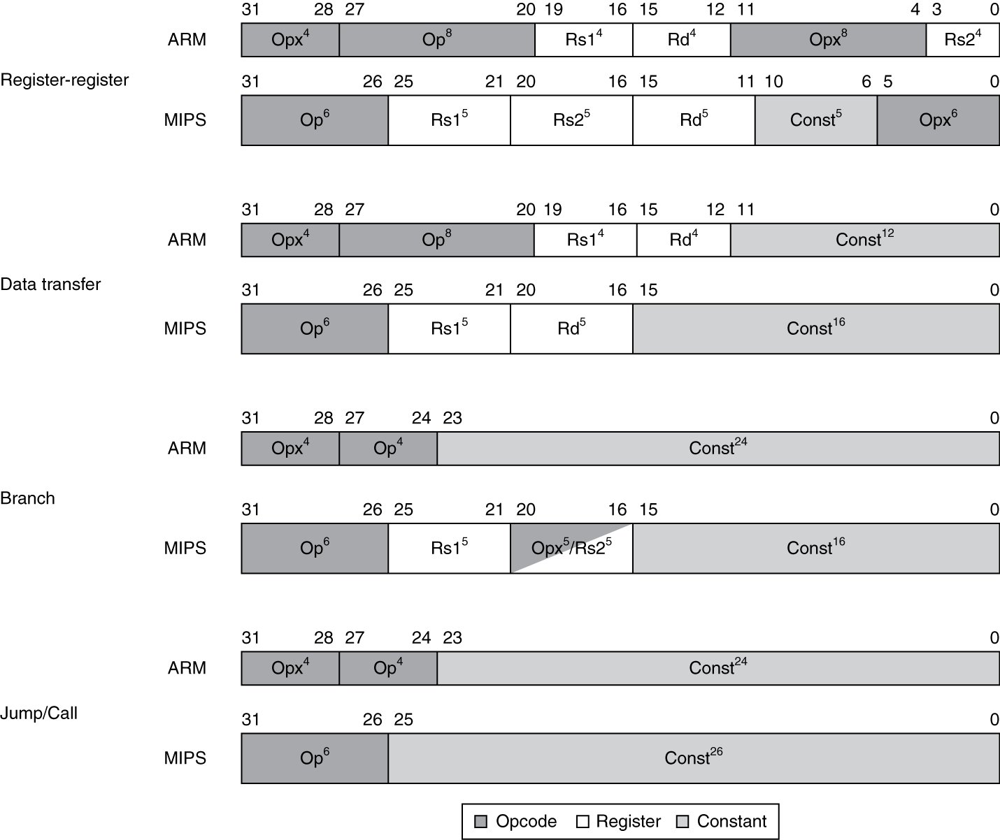 31 28 27 20 19 16 15 12 11 4 3 0
ARM Opx⁴ Op⁸ Rs1⁴ Rd⁴ Opx⁸ Rs2⁴
Register-register
31 26 25 21 20 16 15 11 10 6 5 0
MIPS Op⁶ Rs1⁵ Rs2⁵ Rd⁵ Const⁵ Opx⁶
31 28 27 20 19 16 15 12 11 0
ARM Opx⁴ Op⁸ Rs1⁴ Rd⁴ Const¹²
Data transfer
31 26 25 21 20 16 15 0
MIPS Op⁶ Rs1⁵ Rd⁵ Const¹⁶
31 28 27 24 23 0
ARM Opx⁴ Op⁴ Const²⁴
Branch
31 26 25 21 20 16 15 0
MIPS Op⁶ Rs1⁵ Opx⁵/Rs2⁵ Const¹⁶
31 28 27 24 23 0
ARM Opx⁴ Op⁴ Const²⁴
Jump/Call
31 26 25 0
MIPS Op⁶ Const²⁶
Opcode Register Constant